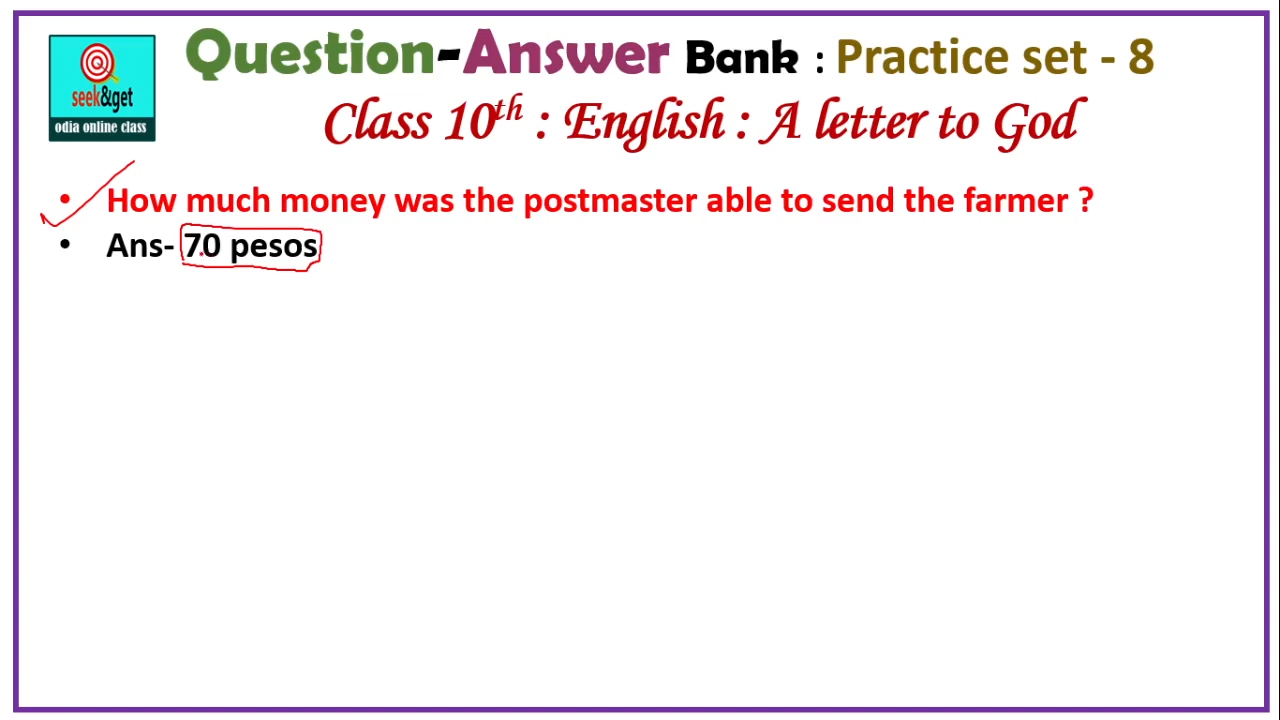 Question-Answer Bank : Practice set - 8
seek&get
odia online class
Class 10th : English : A letter to God
• How much money was the postmaster able to send the farmer ?
• Ans- 70 pesos